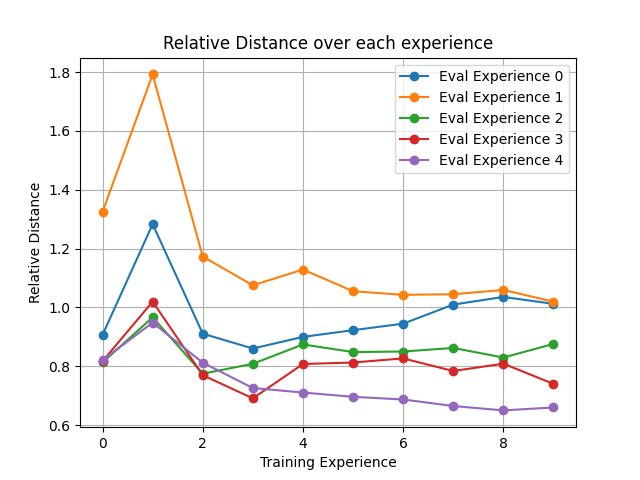 Relative Distance over each experience
Eval Experience 0
Eval Experience 1
Eval Experience 2
Eval Experience 3
Eval Experience 4
Relative Distance
1.8
1.6
1.4
1.2
1.0
0.8
0.6
0 2 4 6 8
Training Experience